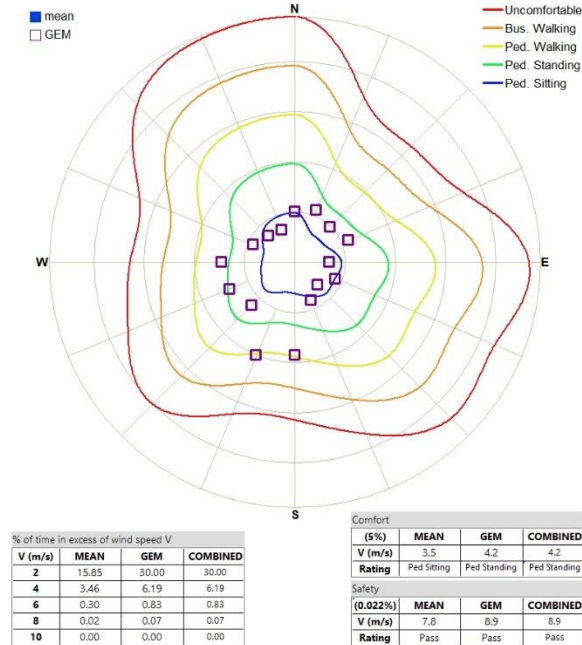 mean
GEM
N
Uncomfortable
Bus. Walking
Ped. Walking
Ped. Standing
Ped. Sitting
W
E
S
% of time in excess of wind speed V
V (m/s) MEAN GEM COMBINED
2 15.85 30.00 30.00
4 3.46 6.19 6.19
6 0.30 0.83 0.83
8 0.02 0.07 0.07
10 0.00 0.00 0.00
Comfort
(5%) MEAN GEM COMBINED
V (m/s) 3.5 4.2 4.2
Rating Ped Sitting Ped Standing Ped Standing
Safety
(0.022%) MEAN GEM COMBINED
V (m/s) 7.8 8.9 8.9
Rating Pass Pass Pass